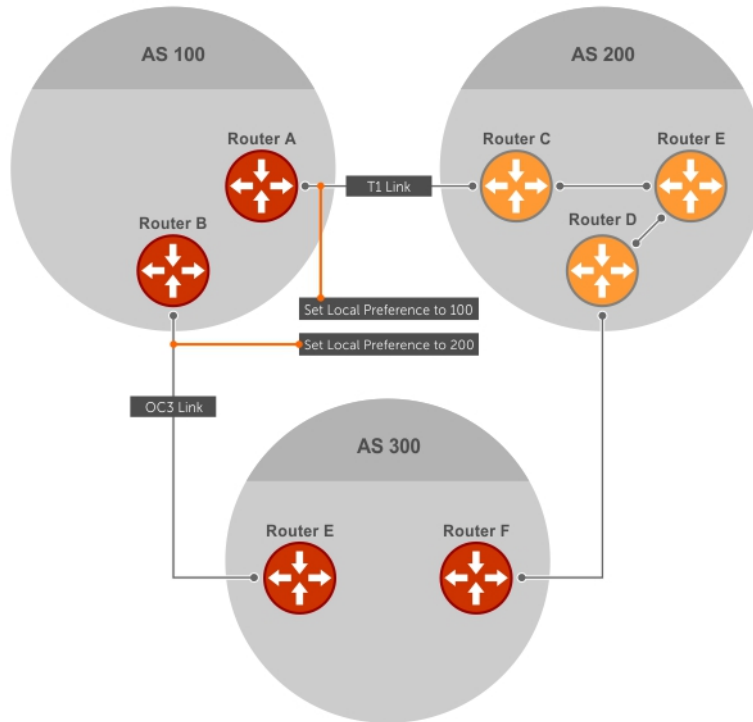 AS 100
AS 200
Router A
Router C
Router E
T1 Link
Router B
Router D
Set Local Preference to 100
Set Local Preference to 200
OC3 Link
AS 300
Router E
Router F